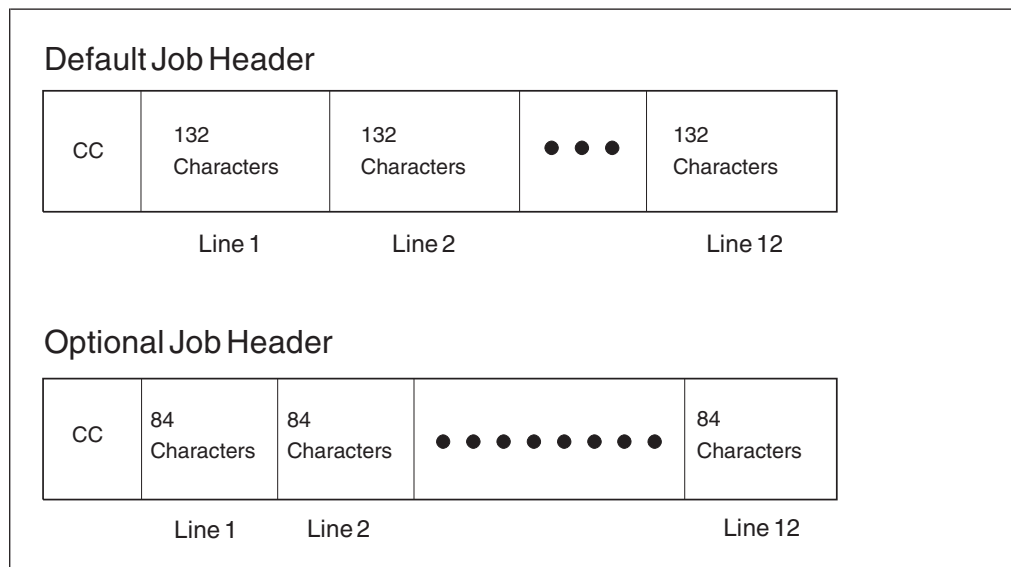 Default Job Header
CC
132
Characters
132
Characters
132
Characters
Line 1
Line 2
Line 12
Optional Job Header
CC
84
Characters
84
Characters
84
Characters
Line 1
Line 2
Line 12